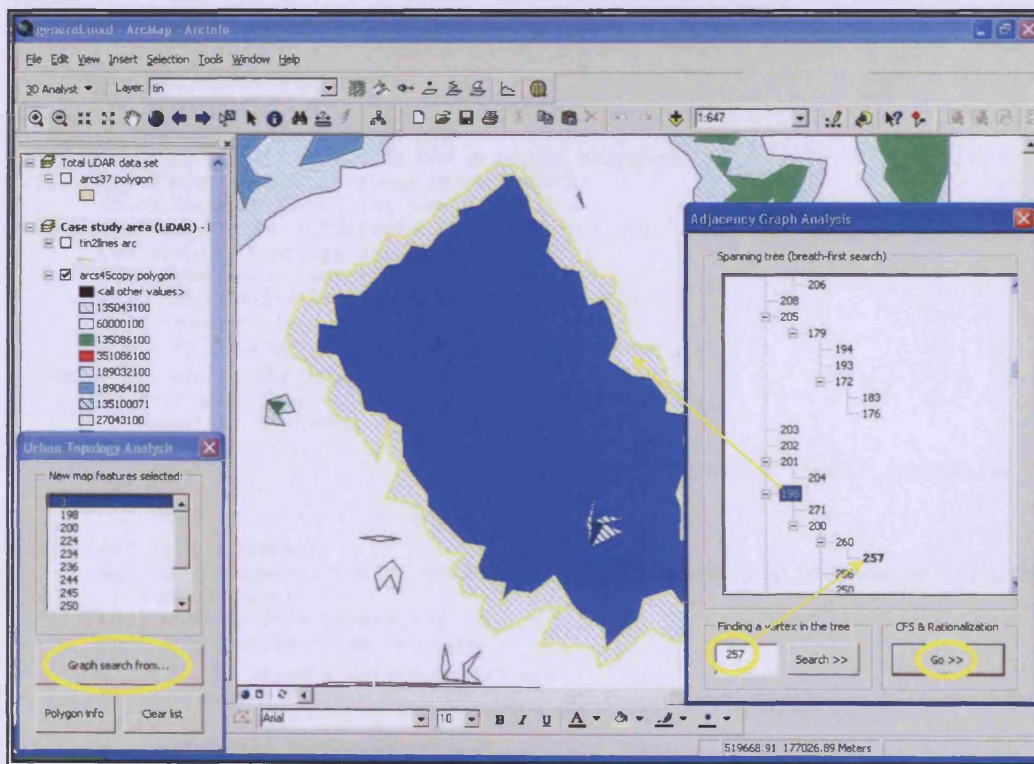 general.mxd - ArcMap - ArcInfo
File Edit View Insert Selection Tools Window Help
3D Analyst Layer: tin
1:647
Total LiDAR data set
arcs37 polygon
Case study area (LiDAR) -
tin2lines arc
arcs45copy polygon
<all other values>
135043100
60000100
135086100
351086100
189032100
189064100
135100071
27043100
Urban Topology Analysis
New map features selected:
3
198
200
224
234
236
244
245
250
Graph search from...
Polygon Info Clear list
Adjacency Graph Analysis
Spanning tree (breath-first search)
206
208
205
179
194
193
172
183
176
203
202
201
204
198
271
200
260
257
256
250
Finding a vertex in the tree
257 Search >>
CFS & Rationalization
Go >>
Arial 10 B I U A
519668.91 177026.89 Meters